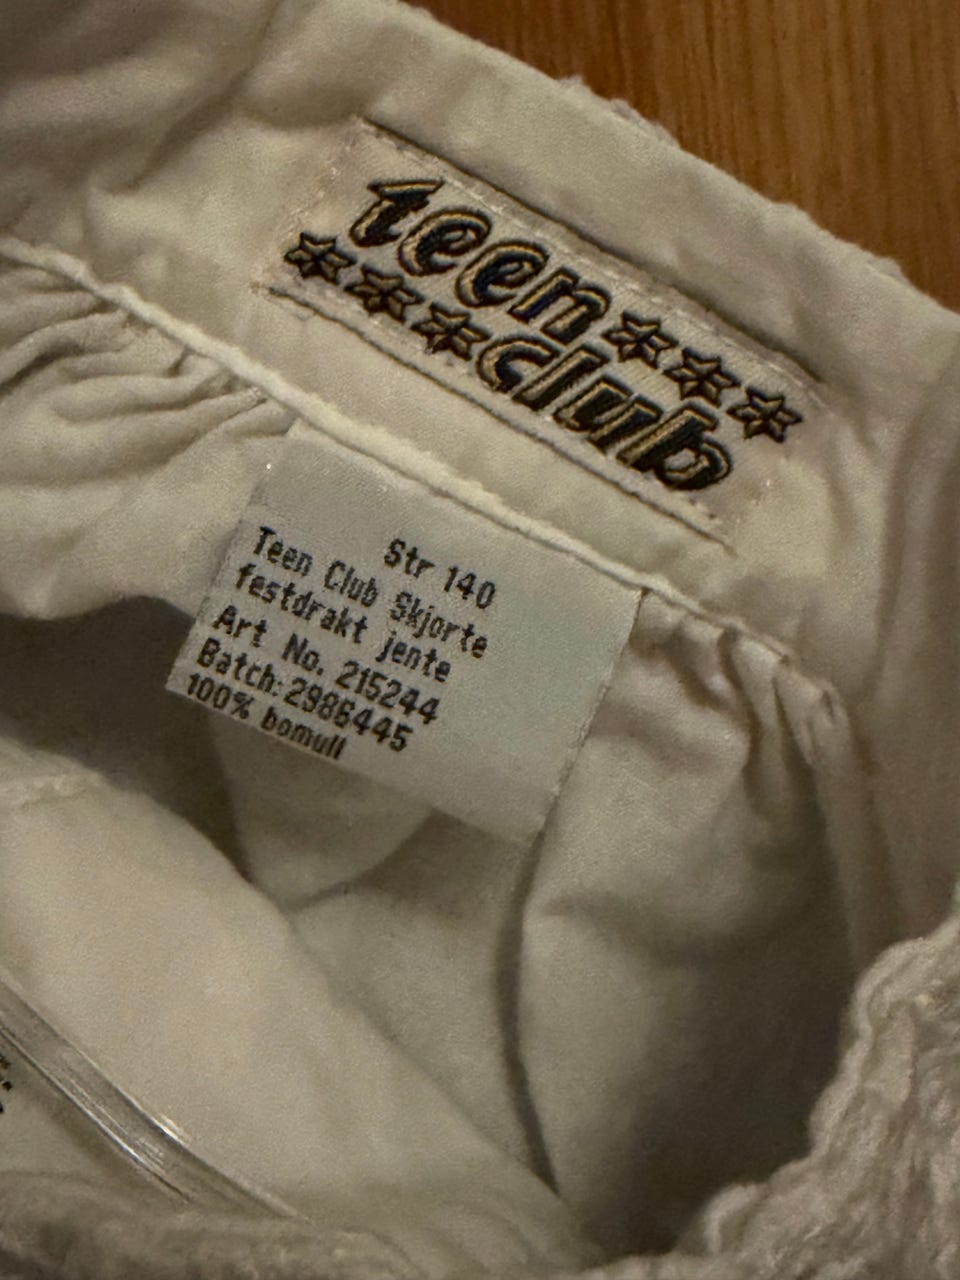 teen
club
Str 140
Teen Club Skjorte
festdrakt jente
Art No. 215244
Batch: 2986445
100% bomull